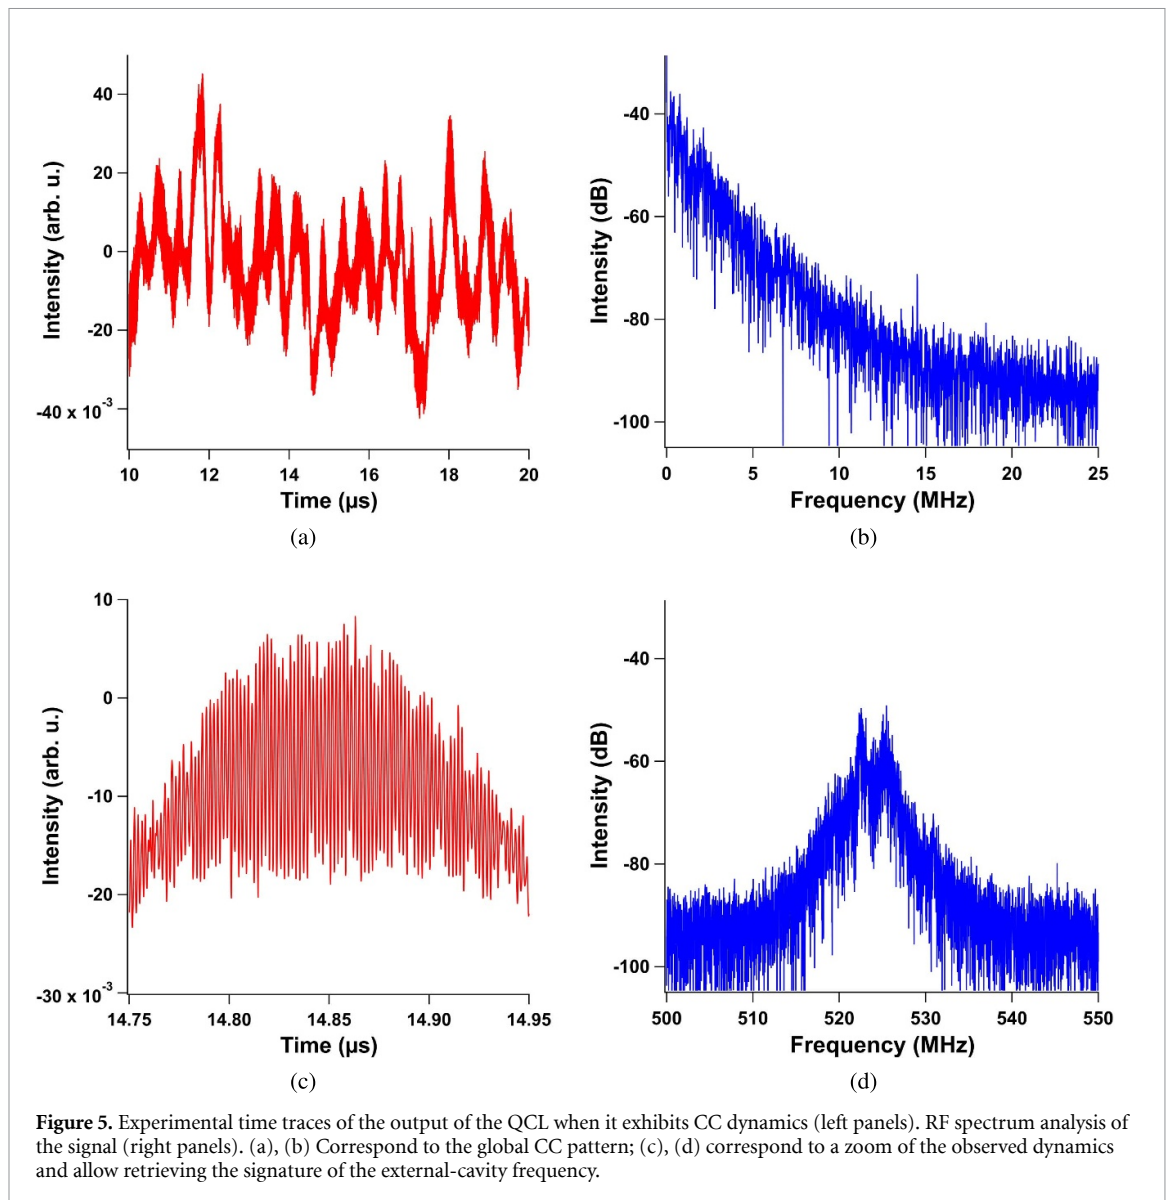 40
20
0
-20
-40 x 10-3
Intensity (arb. u.)
10 12 14 16 18 20
Time (µs)
(a)
-40
-60
-80
-100
Intensity (dB)
0 5 10 15 20 25
Frequency (MHz)
(b)
10
0
-10
-20
-30 x 10-3
Intensity (arb. u.)
14.75 14.80 14.85 14.90 14.95
Time (µs)
(c)
-40
-60
-80
-100
Intensity (dB)
500 510 520 530 540 550
Frequency (MHz)
(d)
Figure 5. Experimental time traces of the output of the QCL when it exhibits CC dynamics (left panels). RF spectrum analysis of
the signal (right panels). (a), (b) Correspond to the global CC pattern; (c), (d) correspond to a zoom of the observed dynamics
and allow retrieving the signature of the external-cavity frequency.